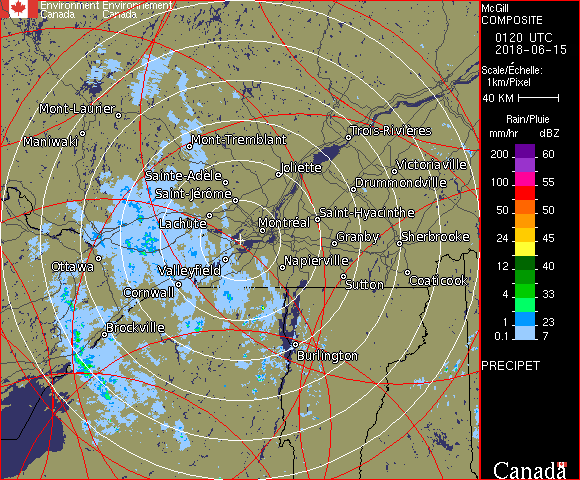 Environment Environnement
Canada Canada
McGill
COMPOSITE
0120 UTC
2018-06-15
Scale/Échelle:
1km/Pixel
40 KM
Rain/Pluie
mm/hr dBZ
200 60
100 55
50 50
24 45
12 40
4 33
1 23
0.1 7
PRECIPET
Mont-Laurier
Maniwaki
Mont-Tremblant
Trois-Rivières
Sainte-Adèle
Joliette
Victoriaville
Saint-Jérôme
Drummondville
Lachute
Montréal
Saint-Hyacinthe
Ottawa
Valleyfield
Granby
Sherbrooke
Napierville
Cornwall
Sutton
Coaticook
Brockville
Burlington
Canada